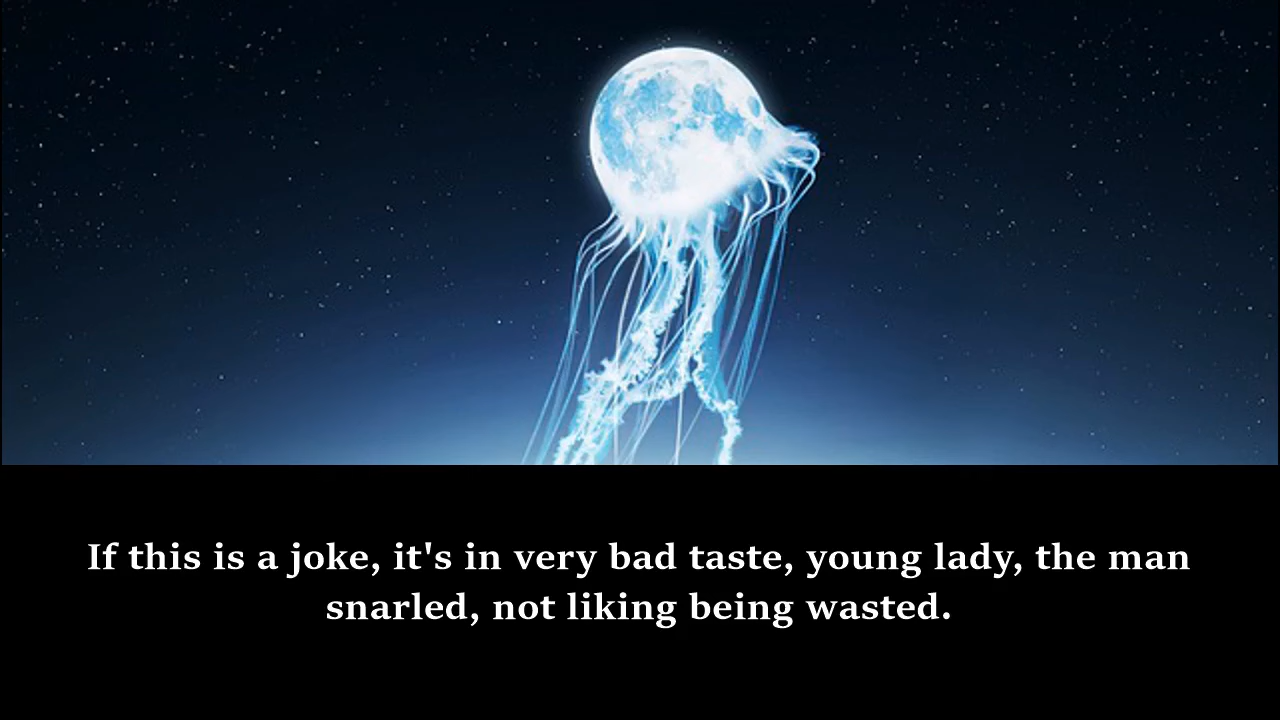 If this is a joke, it's in very bad taste, young lady, the man
snarled, not liking being wasted.